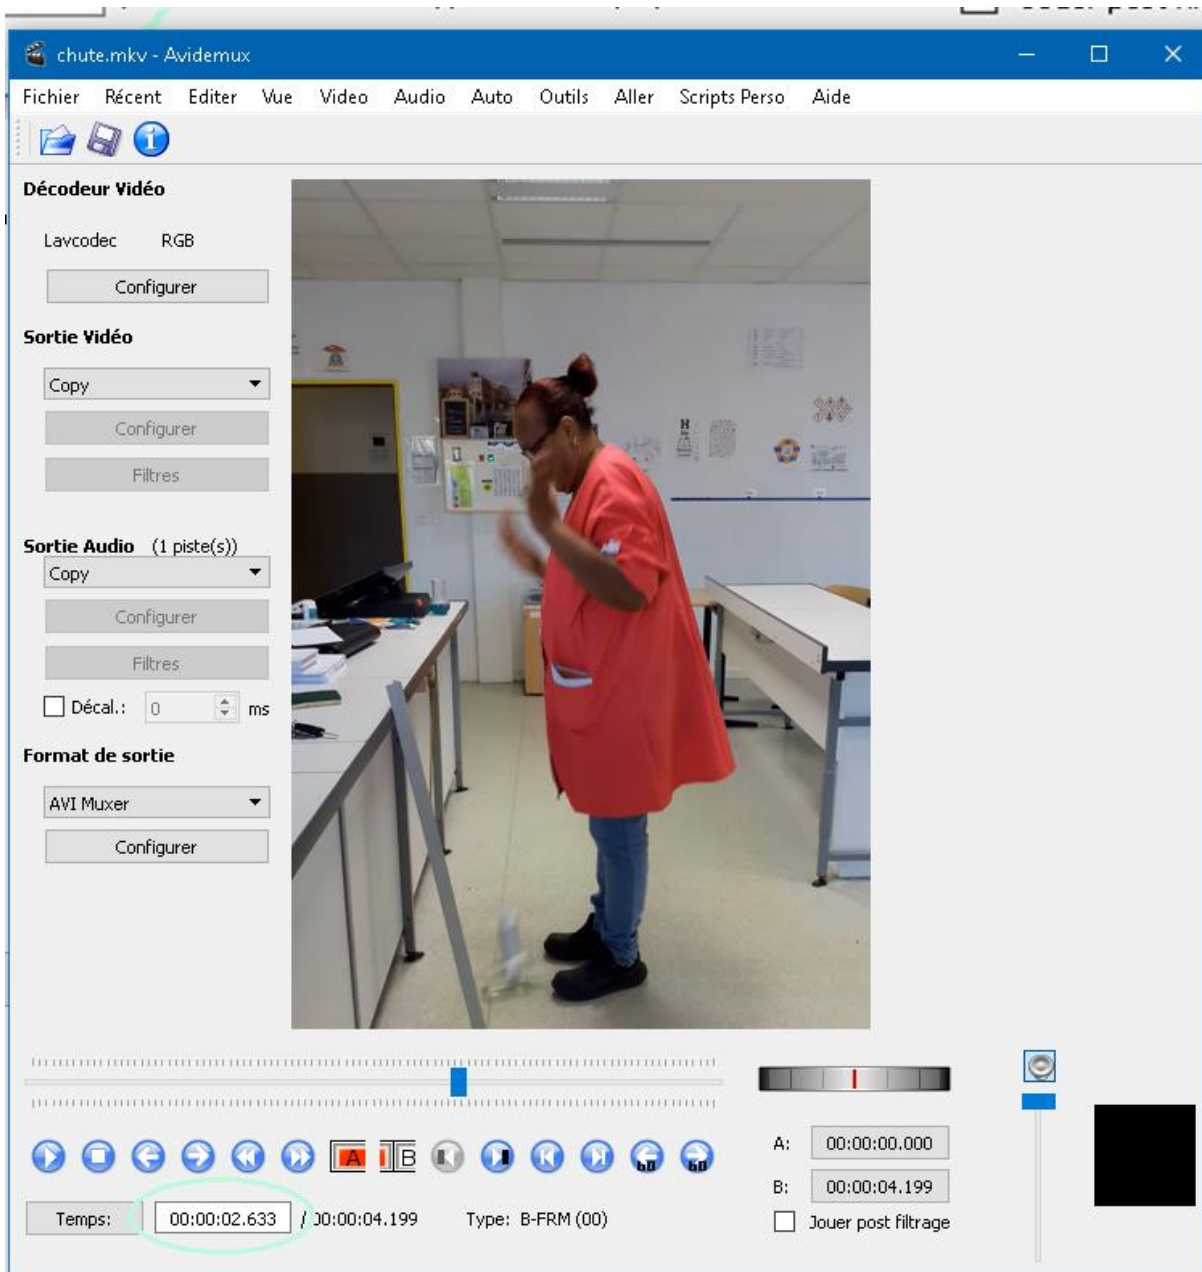 chute.mkv - Avidemux
Fichier Récent Editer Vue Video Audio Auto Outils Aller Scripts Perso Aide
Décodeur Vidéo
Lavcodec RGB
Configurer
Sortie Vidéo
Copy
Configurer
Filtres
Sortie Audio (1 piste(s))
Copy
Configurer
Filtres
Décal.: 0 ms
Format de sortie
AVI Muxer
Configurer
H
A B
60 60
A: 00:00:00.000
B: 00:00:04.199
Temps: 00:00:02.633 / 00:00:04.199 Type: B-FRM (00)
Jouer post filtrage